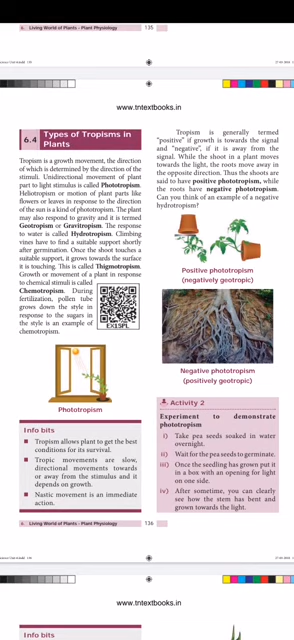 6. Living World of Plants - Plant Physiology
135
www.tntextbooks.in
6.4 Types of Tropisms in
Plants
Tropism is a growth movement, the direction
of which is determined by the direction of the
stimuli. Unidirectional movement of plant
part to light stimulus is called Phototropism.
Heliotropism or motion of plant parts like
flowers or leaves in response to the direction
of the sun is a kind of phototropism. The plant
may also respond to gravity and it is termed
Geotropism or Gravitropism. The response
to water is called Hydrotropism. Climbing
vines have to find a suitable support shortly
after germination. Once the shoot touches a
suitable support, it grows towards the surface
it is touching. This is called Thigmotropism.
Growth or movement of a plant in response
to chemical stimuli is called
Chemotropism. During
fertilization, pollen tube
grows down the style in
response to the sugars in
the style is an example of
chemotropism.
EX1SPL
Phototropism
Info bits
Tropism allows plant to get the best
conditions for its survival.
Tropic movements are slow,
directional movements towards
or away from the stimulus and it
depends on growth.
Nastic movement is an immediate
action.
Tropism is generally termed
"positive" if growth is towards the signal
and "negative", if it is away from the
signal. While the shoot in a plant moves
towards the light, the roots move away in
the opposite direction. Thus the shoots are
said to have positive phototropism, while
the roots have negative phototropism.
Can you think of an example of a negative
hydrotropism?
Positive phototropism
(negatively geotropic)
Negative phototropism
(positively geotropic)
Activity 2
Experiment to demonstrate
phototropism
i) Take pea seeds soaked in water
overnight.
ii) Wait for the pea seeds to germinate.
iii) Once the seedling has grown put it
in a box with an opening for light
on one side.
iv) After sometime, you can clearly
see how the stem has bent and
grown towards the light.
6. Living World of Plants - Plant Physiology
136
www.tntextbooks.in
Info bits